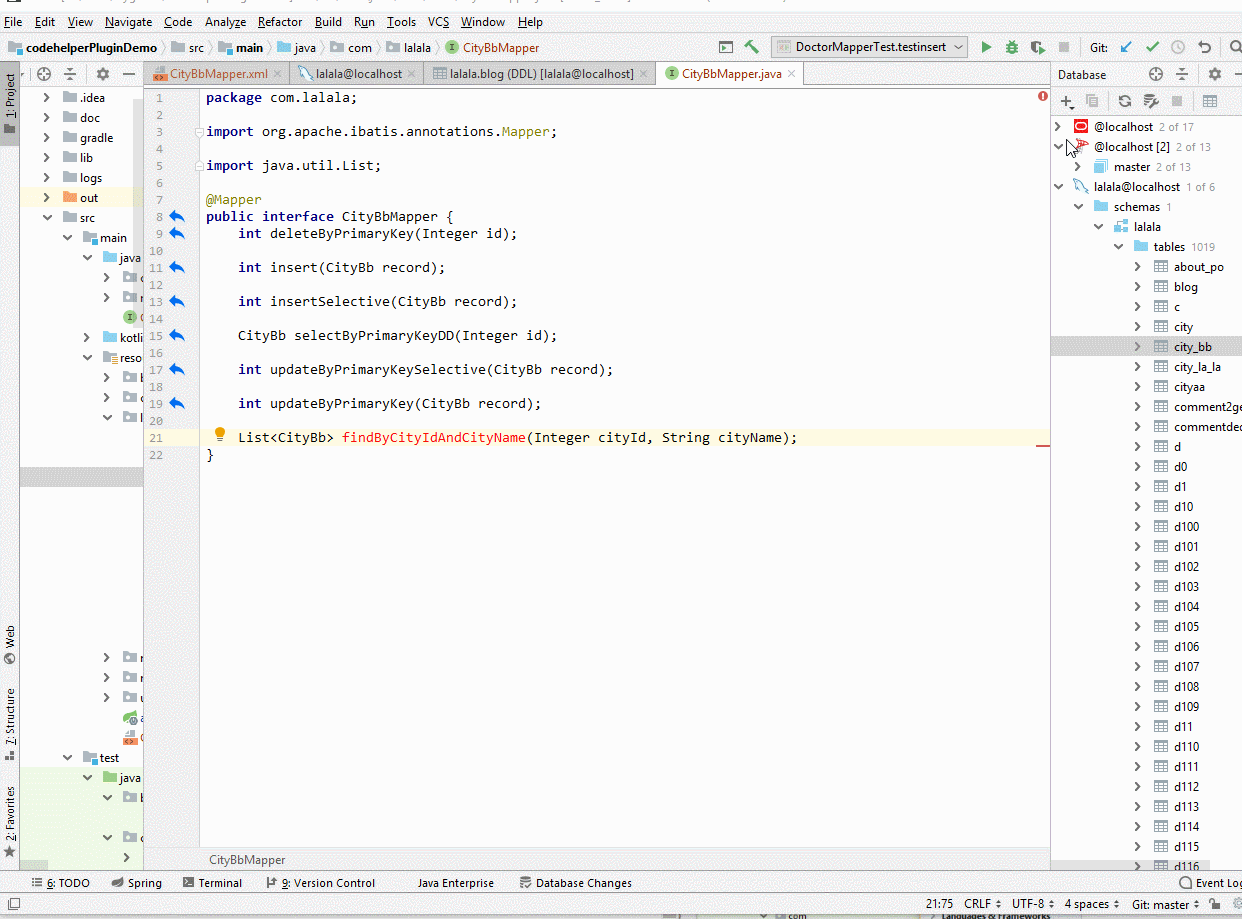 File Edit View Navigate Code Analyze Refactor Build Run Tools VCS Window Help
codehelperPluginDemo src main java com lalala CityBbMapper
DoctorMapperTest.testinsert Git:
CityBbMapper.xml lalala@localhost lalala.blog (DDL) [lalala@localhost] CityBbMapper.java
1: Project
.idea
doc
gradle
lib
logs
out
src
main
java
kotli
reso
test
java
Web
7: Structure
2: Favorites
1 package com.lalala;
2
3 import org.apache.ibatis.annotations.Mapper;
4
5 import java.util.List;
6
7 @Mapper
8 public interface CityBbMapper {
9 int deleteByPrimaryKey(Integer id);
10
11 int insert(CityBb record);
12
13 int insertSelective(CityBb record);
14
15 CityBb selectByPrimaryKeyDD(Integer id);
16
17 int updateByPrimaryKeySelective(CityBb record);
18
19 int updateByPrimaryKey(CityBb record);
20
21 List<CityBb> findByCityIdAndCityName(Integer cityId, String cityName);
22 }
CityBbMapper
Database
@localhost 2 of 17
@localhost [2] 2 of 13
master 2 of 13
lalala@localhost 1 of 6
schemas 1
lalala
tables 1019
about_po
blog
c
city
city_bb
city_la_la
cityaa
comment2ge
commentdec
d
d0
d1
d10
d100
d101
d102
d103
d104
d105
d106
d107
d108
d109
d11
d110
d111
d112
d113
d114
d115
d116
6: TODO Spring Terminal 9: Version Control Java Enterprise Database Changes Event Log
21:75 CRLF UTF-8 4 spaces Git: master
com Languages & Frameworks